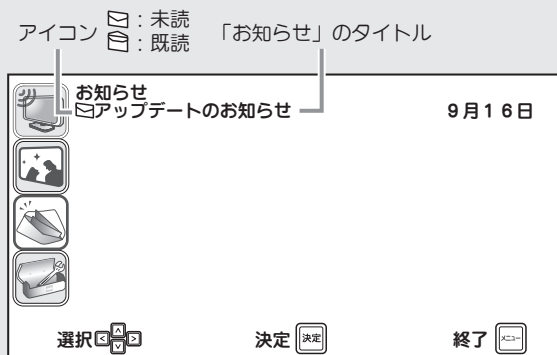 アイコン
：未読
：既読
「お知らせ」のタイトル
お知らせ
アップデートのお知らせ 9月16日
選択 決定 決定 終了 メニュー